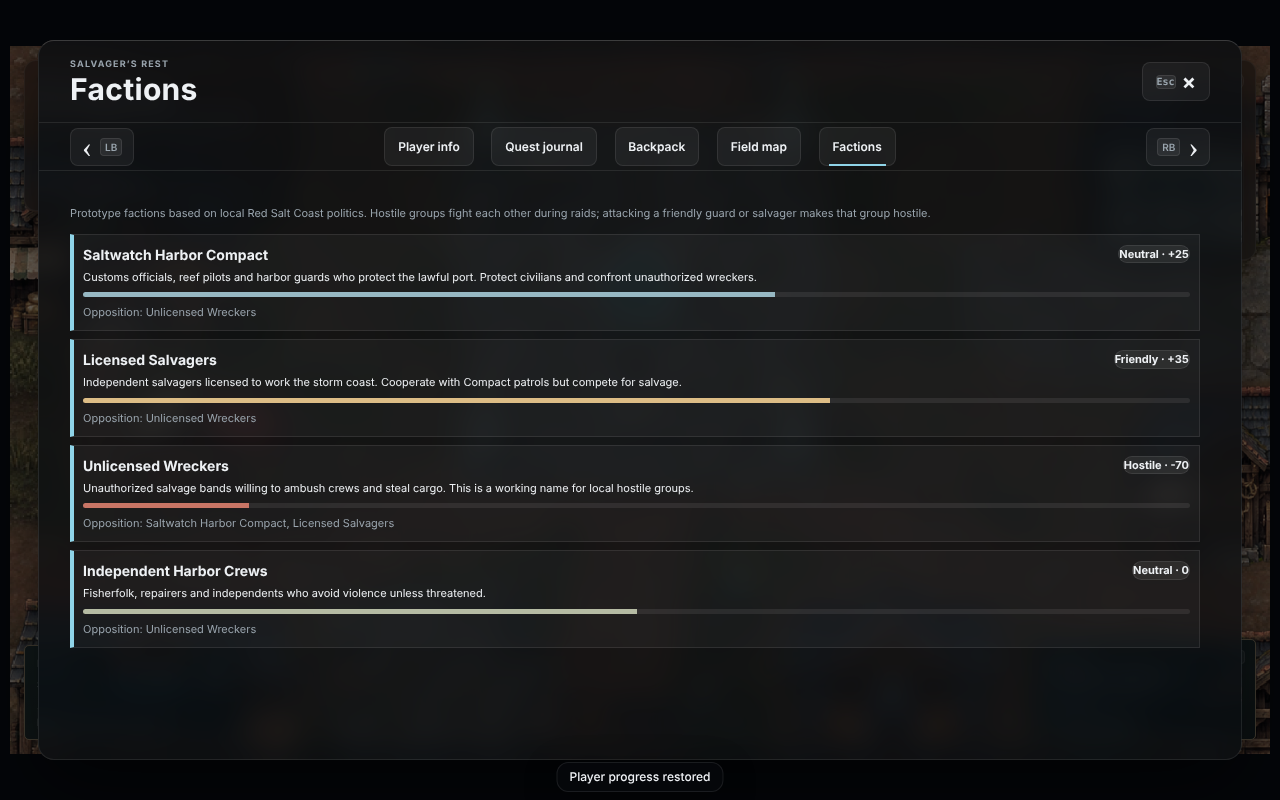 SALVAGER'S REST
Factions
Esc ×
‹ LB
Player info
Quest journal
Backpack
Field map
Factions
RB ›
Prototype factions based on local Red Salt Coast politics. Hostile groups fight each other during raids; attacking a friendly guard or salvager makes that group hostile.
Saltwatch Harbor Compact
Neutral · +25
Customs officials, reef pilots and harbor guards who protect the lawful port. Protect civilians and confront unauthorized wreckers.
Opposition: Unlicensed Wreckers
Licensed Salvagers
Friendly · +35
Independent salvagers licensed to work the storm coast. Cooperate with Compact patrols but compete for salvage.
Opposition: Unlicensed Wreckers
Unlicensed Wreckers
Hostile · -70
Unauthorized salvage bands willing to ambush crews and steal cargo. This is a working name for local hostile groups.
Opposition: Saltwatch Harbor Compact, Licensed Salvagers
Independent Harbor Crews
Neutral · 0
Fisherfolk, repairers and independents who avoid violence unless threatened.
Opposition: Unlicensed Wreckers
Player progress restored